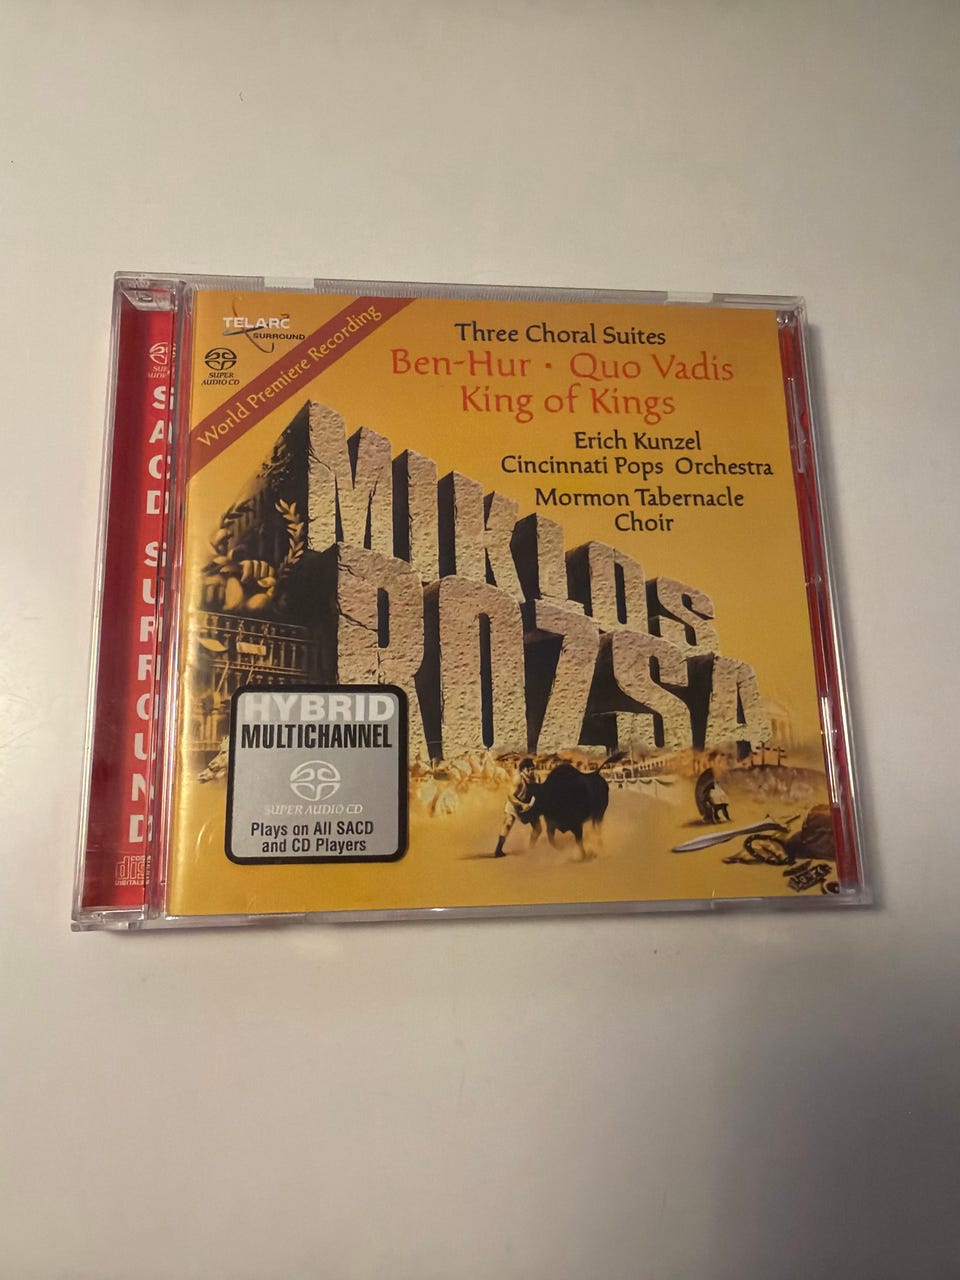 TELARC
SURROUND
SUPER
AUDIO CD
World Premiere Recording
Three Choral Suites
Ben-Hur · Quo Vadis
King of Kings
Erich Kunzel
Cincinnati Pops Orchestra
Mormon Tabernacle
Choir
MIKLOS
ROZSA
HYBRID
MULTICHANNEL
SUPER AUDIO CD
Plays on All SACD
and CD Players
SACD SURROUND